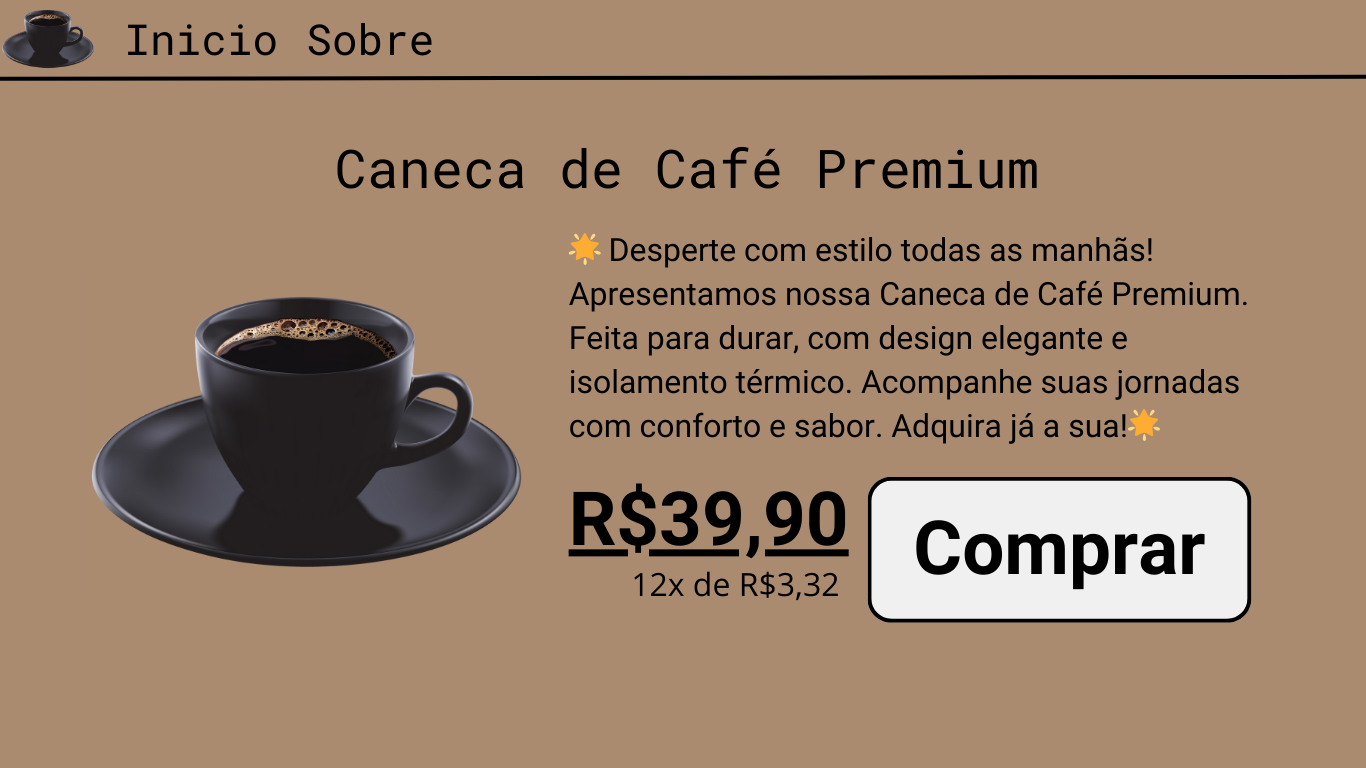 Inicio Sobre
Caneca de Café Premium
🌟 Desperte com estilo todas as manhãs!
Apresentamos nossa Caneca de Café Premium.
Feita para durar, com design elegante e
isolamento térmico. Acompanhe suas jornadas
com conforto e sabor. Adquira já a sua!🌟
R$39,90
12x de R$3,32
Comprar